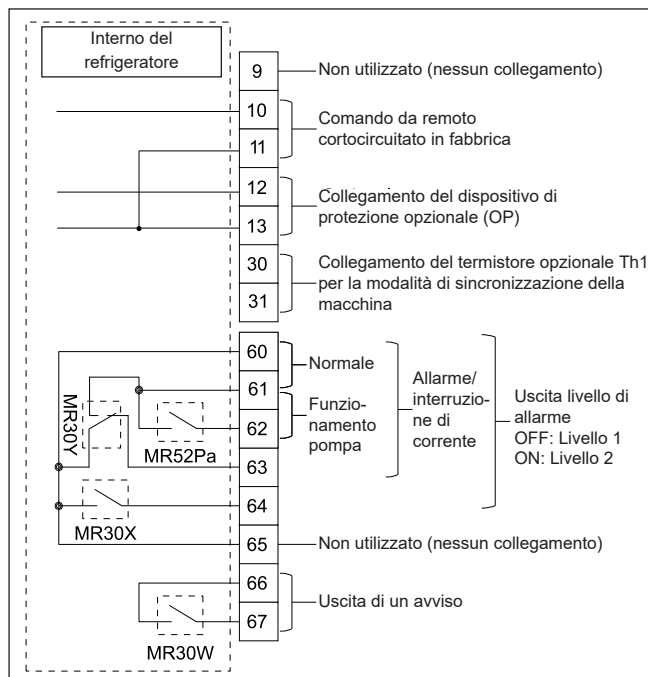 Interno del
refrigeratore
9
Non utilizzato (nessun collegamento)
10
11
Comando da remoto
cortocircuitato in fabbrica
12
13
Collegamento del dispositivo di
protezione opzionale (OP)
30
31
Collegamento del termistore opzionale Th1
per la modalità di sincronizzazione della
macchina
60
61
62
63
64
65
66
67
Normale
Funzio-
namento
pompa
Allarme/
interruzio-
ne di
corrente
Uscita livello di
allarme
OFF: Livello 1
ON: Livello 2
MR30Y
MR52Pa
MR30X
Non utilizzato (nessun collegamento)
Uscita di un avviso
MR30W